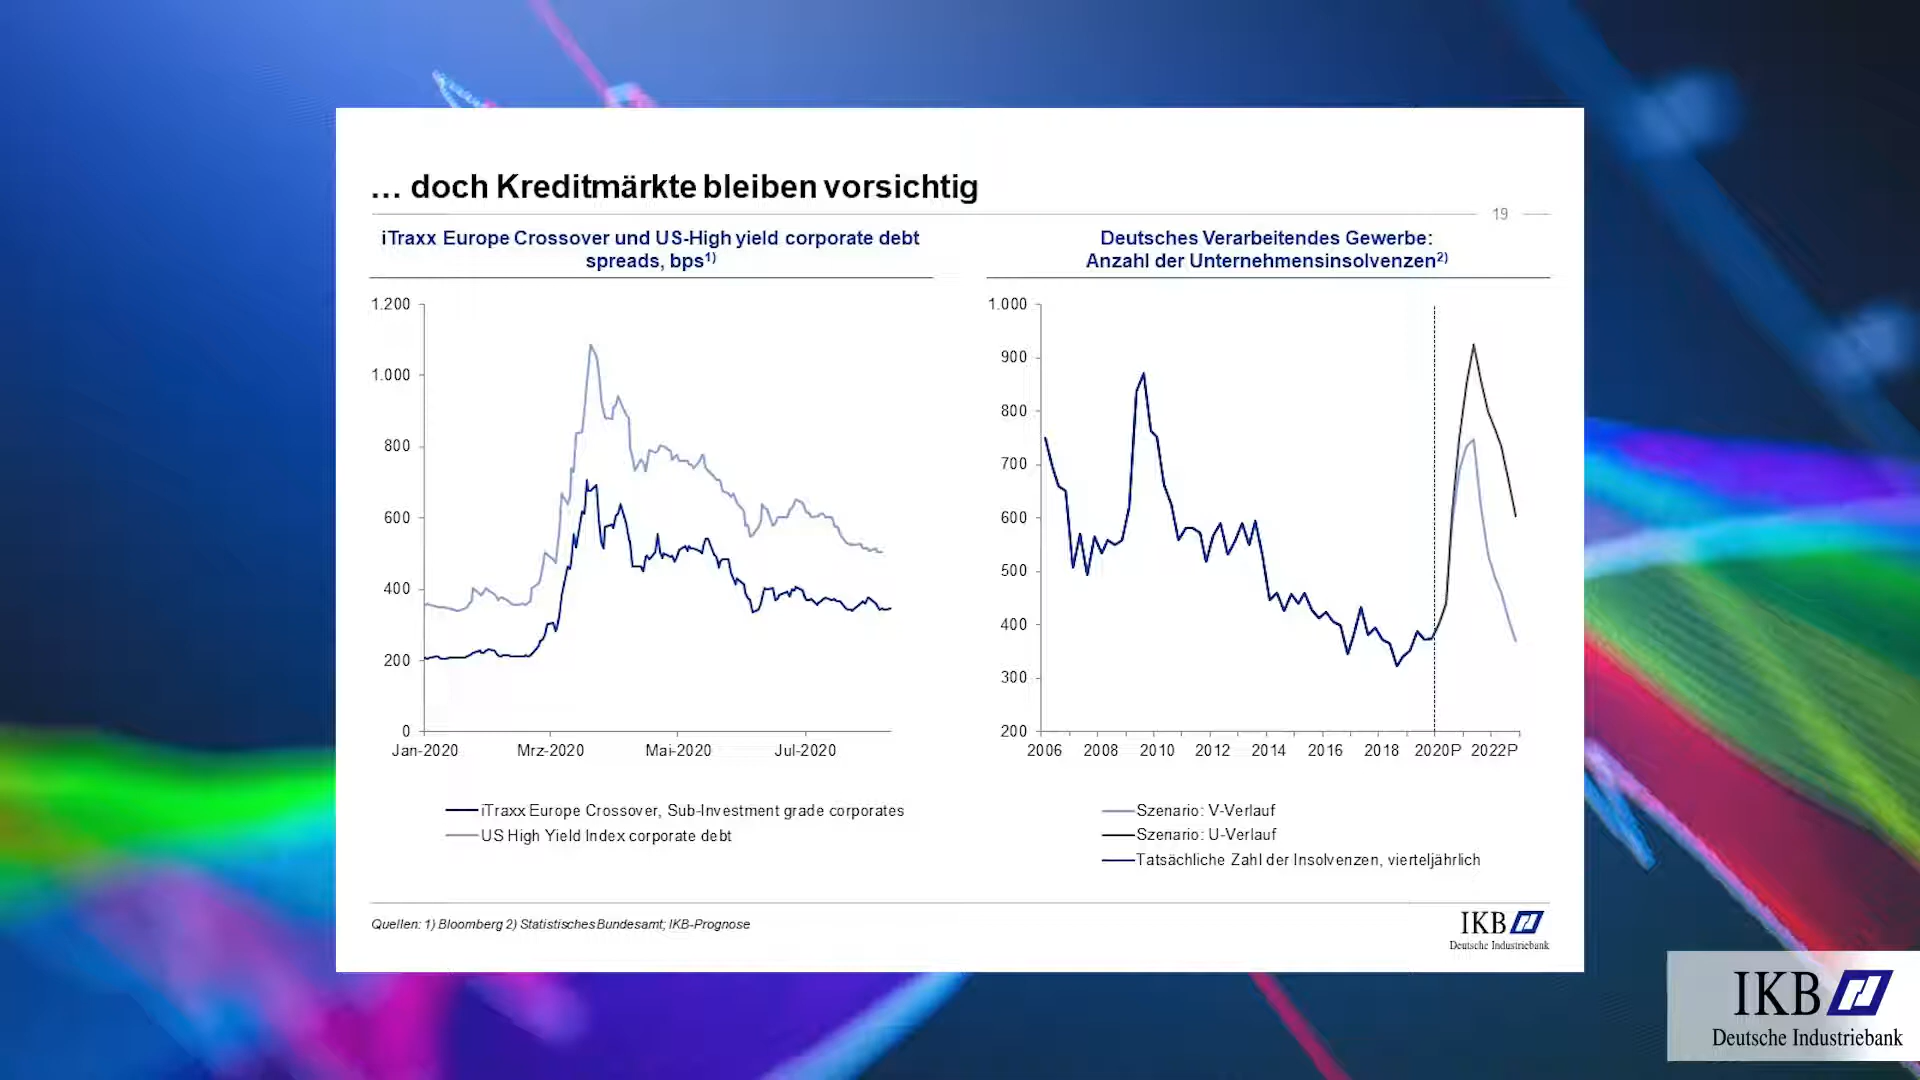 ... doch Kreditmärkte bleiben vorsichtig
19
iTraxx Europe Crossover und US-High yield corporate debt
spreads, bps1)
1.200
1.000
800
600
400
200
0
Jan-2020 Mrz-2020 Mai-2020 Jul-2020
iTraxx Europe Crossover, Sub-Investment grade corporates
US High Yield Index corporate debt
Deutsches Verarbeitendes Gewerbe:
Anzahl der Unternehmensinsolvenzen2)
1.000
900
800
700
600
500
400
300
200
2006 2008 2010 2012 2014 2016 2018 2020P 2022P
Szenario: V-Verlauf
Szenario: U-Verlauf
Tatsächliche Zahl der Insolvenzen, vierteljährlich
Quellen: 1) Bloomberg 2) Statistisches Bundesamt; IKB-Prognose
IKB
Deutsche Industriebank
IKB
Deutsche Industriebank